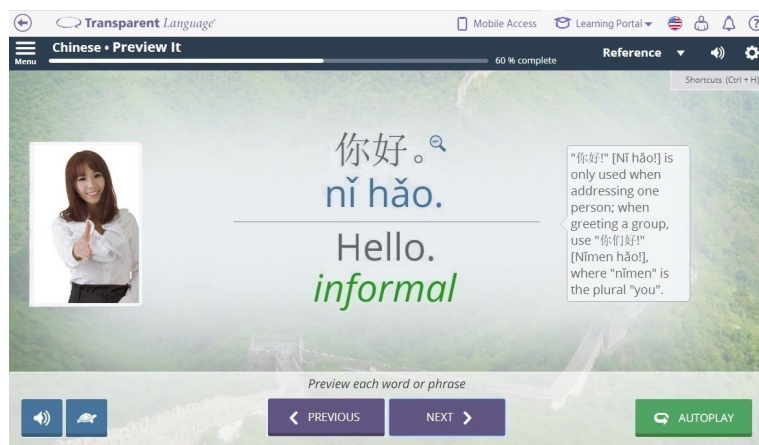 Transparent Language®
Mobile Access
Learning Portal
Menu
Chinese • Preview It
60 % complete
Reference
Shortcuts (Ctrl + H)
你好。
nǐ hǎo.
Hello.
informal
"你好!" [Nǐ hǎo!] is
only used when
addressing one
person; when
greeting a group,
use "你们好!"
[Nǐmen hǎo!],
where "nǐmen" is
the plural "you".
Preview each word or phrase
PREVIOUS
NEXT
AUTOPLAY